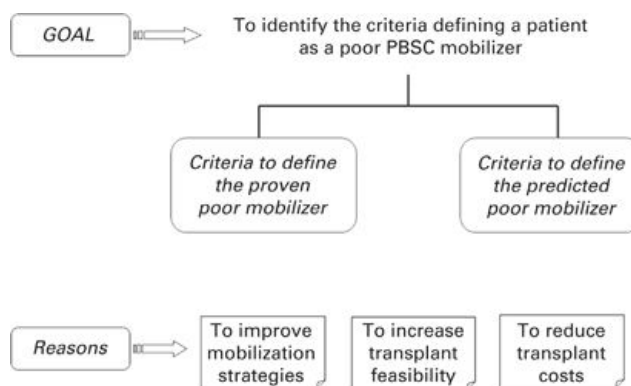 GOAL
To identify the criteria defining a patient
as a poor PBSC mobilizer
Criteria to define
the proven
poor mobilizer
Criteria to define
the predicted
poor mobilizer
Reasons
To improve
mobilization
strategies
To increase
transplant
feasibility
To reduce
transplant
costs